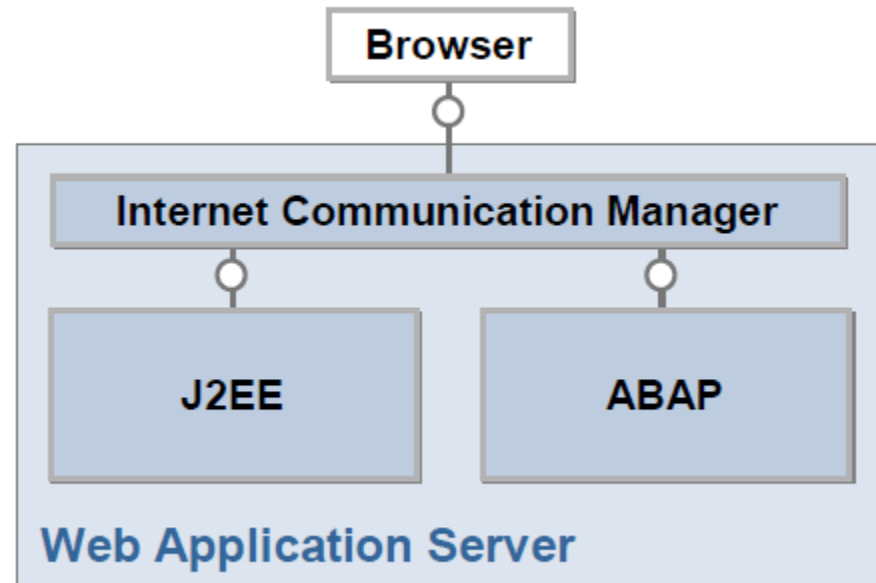 Browser
Internet Communication Manager
J2EE
ABAP
Web Application Server